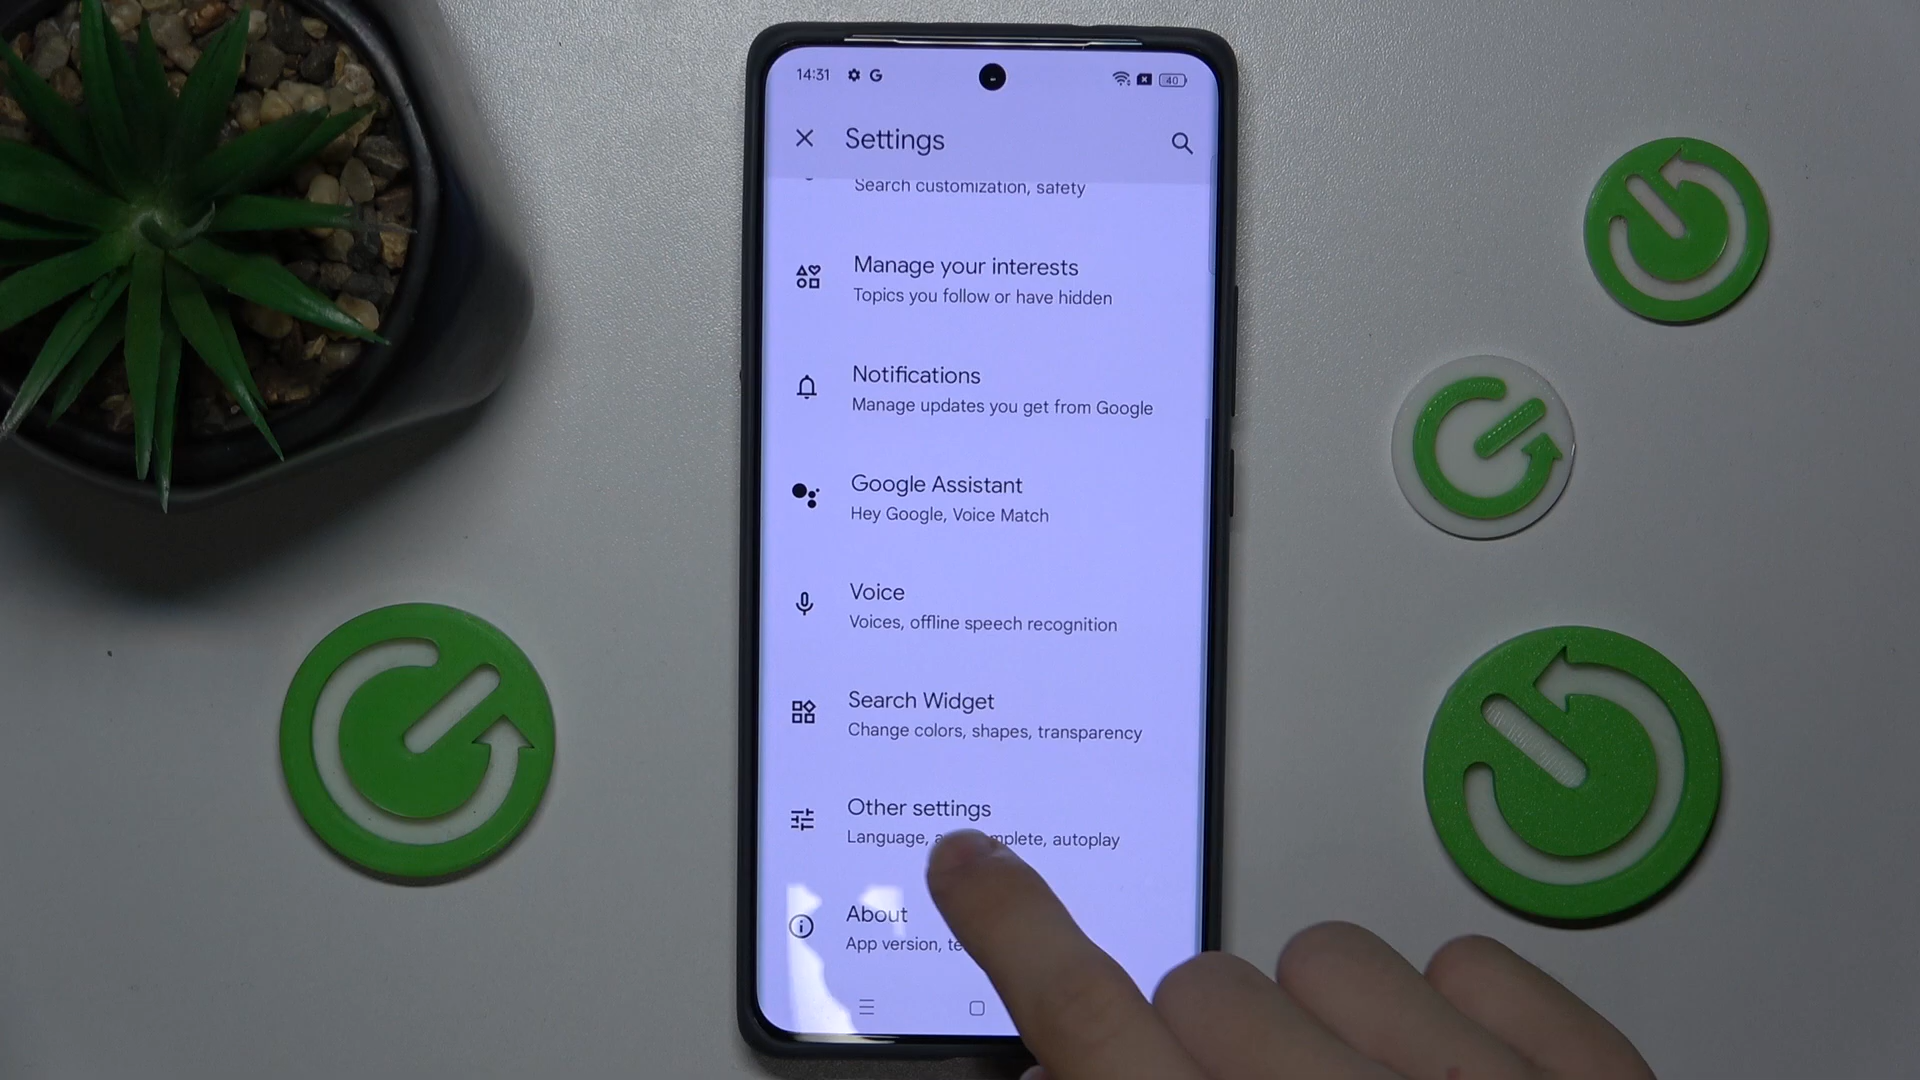 14:31 G 40
Settings
Search customization, safety
Manage your interests
Topics you follow or have hidden
Notifications
Manage updates you get from Google
Google Assistant
Hey Google, Voice Match
Voice
Voices, offline speech recognition
Search Widget
Change colors, shapes, transparency
Other settings
Language, autoplay
About
App version,